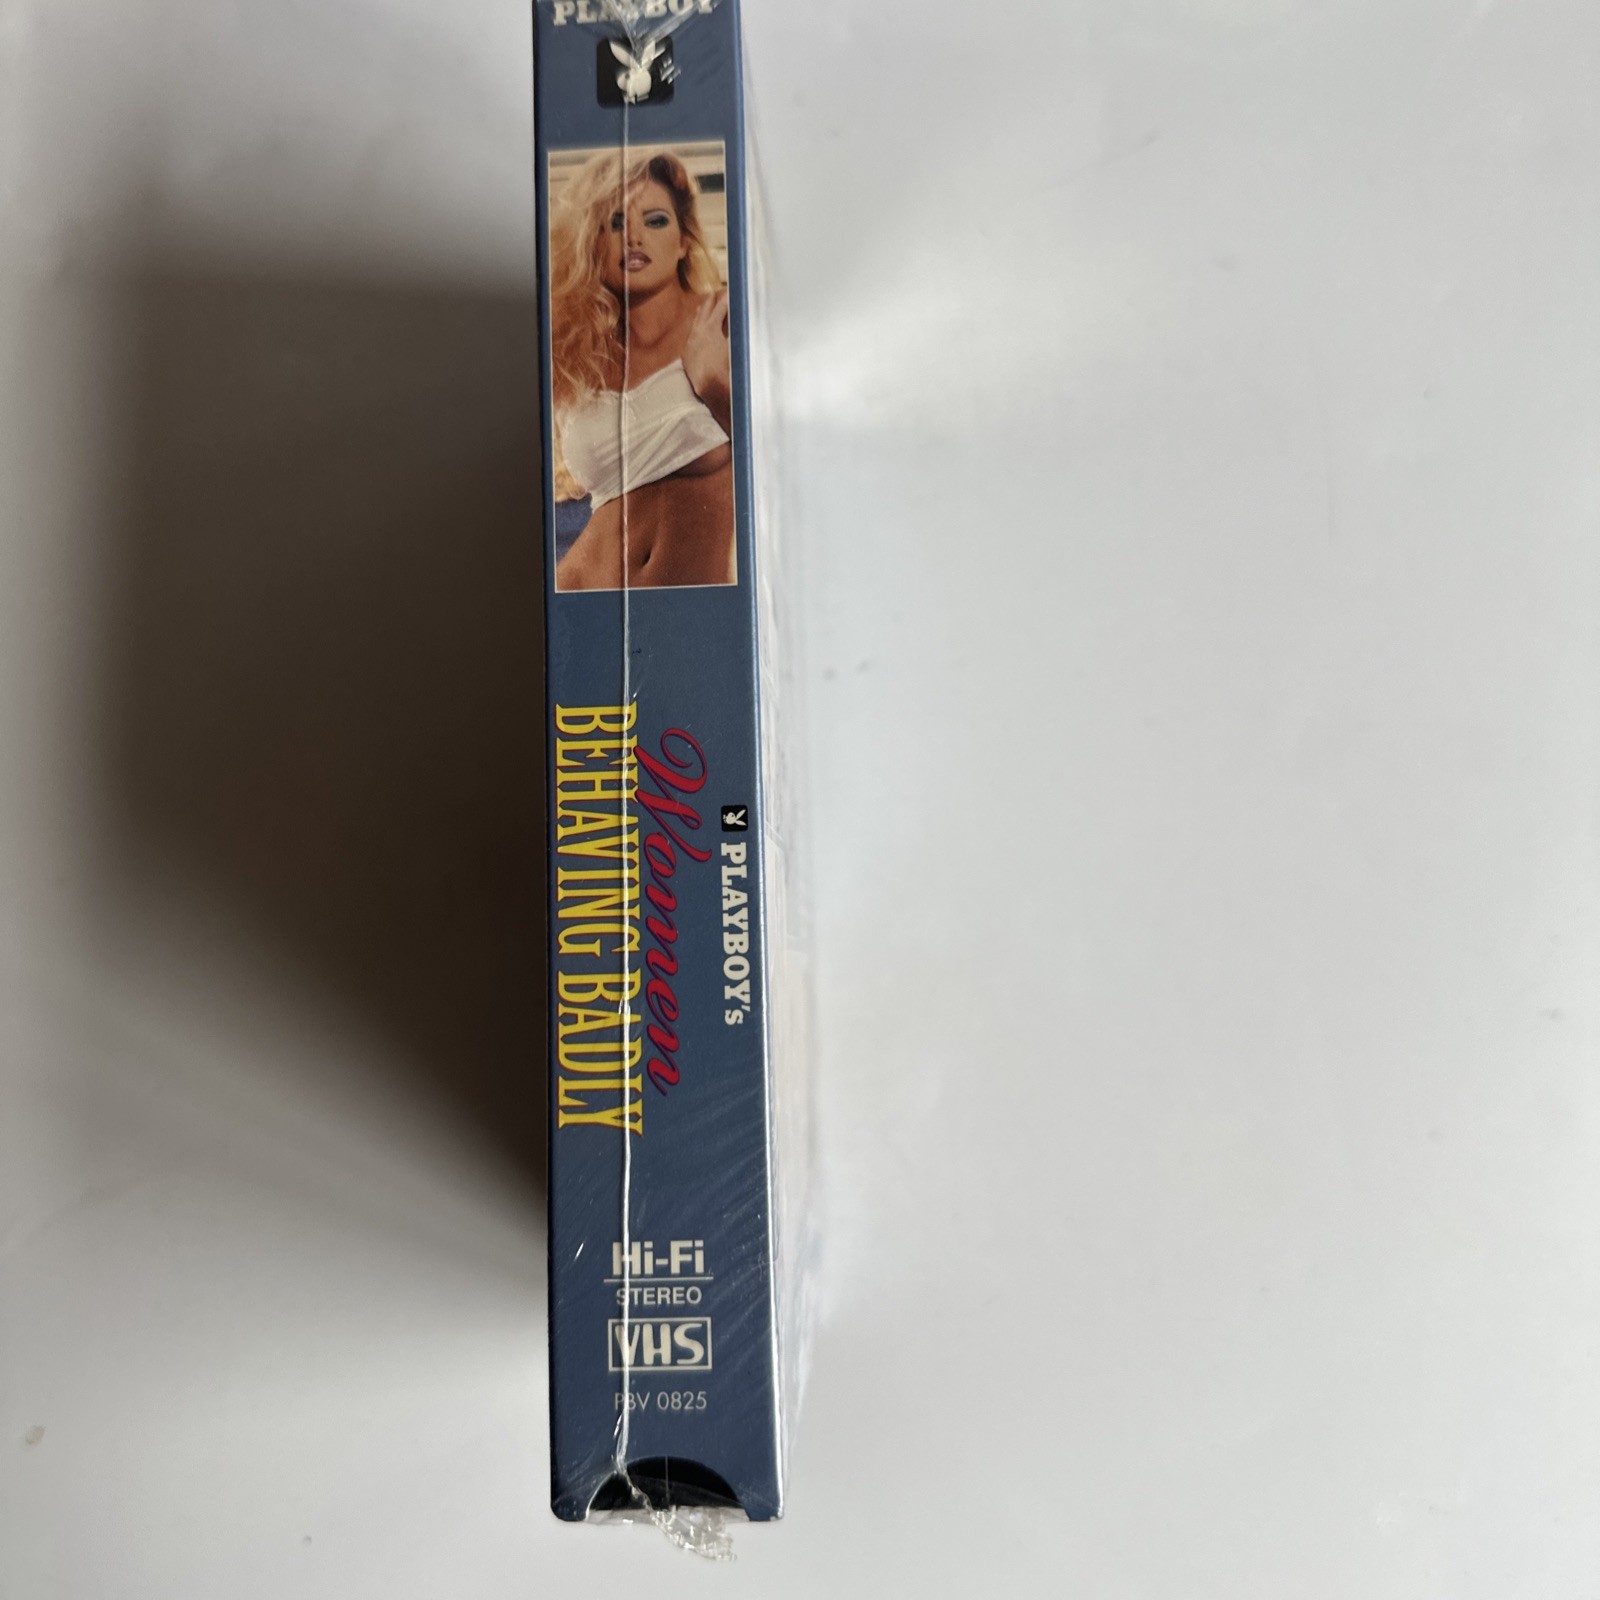 PLAYBOY
PLAYBOY's
Women
BEHAVING BADLY
Hi-Fi
STEREO
VHS
PBV 0825